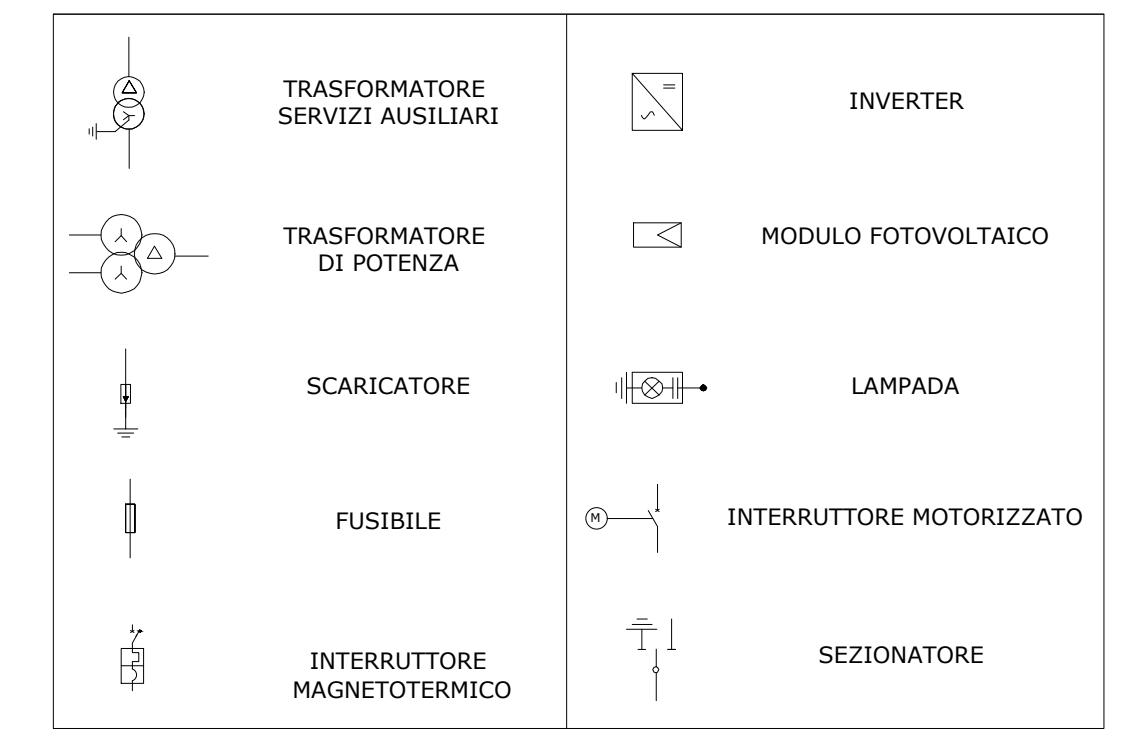 TRASFORMATORE
SERVIZI AUSILIARI
TRASFORMATORE
DI POTENZA
SCARICATORE
FUSIBILE
INTERRUTTORE
MAGNETOTERMICO
INVERTER
MODULO FOTOVOLTAICO
LAMPADA
M
INTERRUTTORE MOTORIZZATO
SEZIONATORE